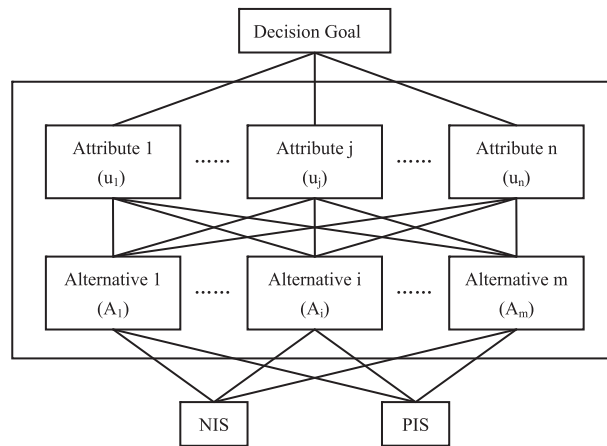 Decision Goal
Attribute 1 ...... Attribute j ...... Attribute n
(u₁) (uⱼ) (uₙ)
Alternative 1 ...... Alternative i ...... Alternative m
(A₁) (Aᵢ) (Aₘ)
NIS PIS